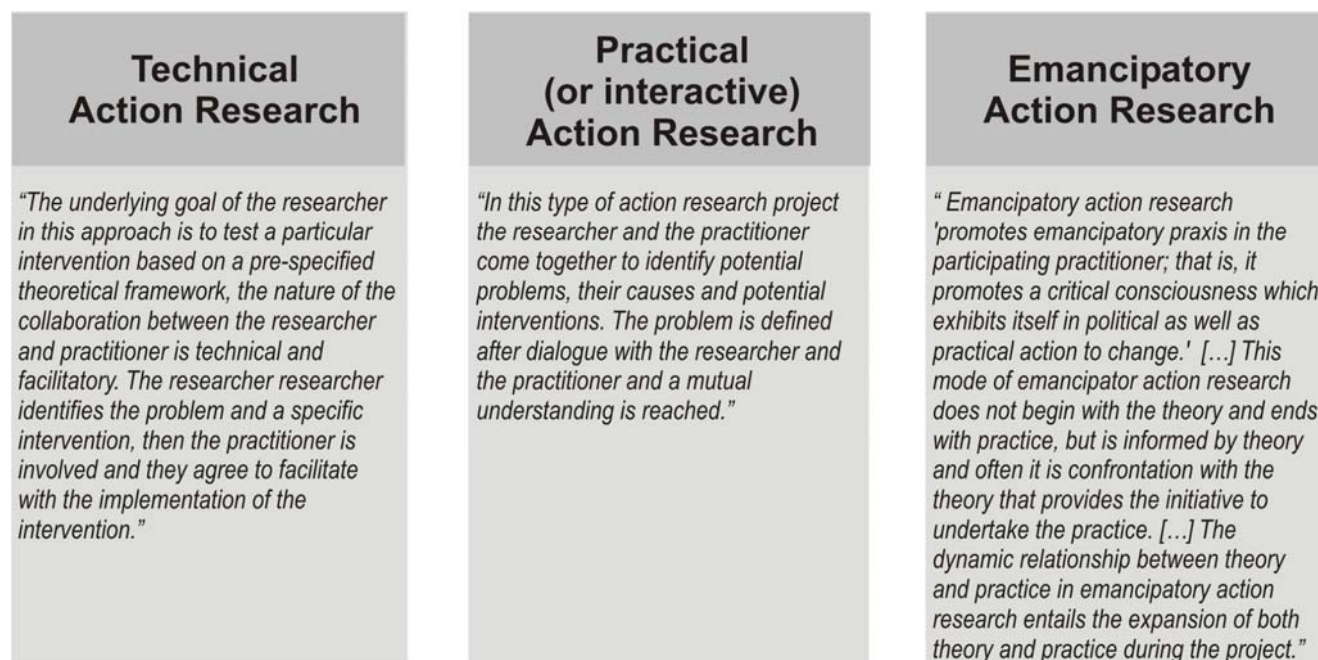 Technical
Action Research
“The underlying goal of the researcher
in this approach is to test a particular
intervention based on a pre-specified
theoretical framework, the nature of the
collaboration between the researcher
and practitioner is technical and
facilitatory. The researcher researcher
identifies the problem and a specific
intervention, then the practitioner is
involved and they agree to facilitate
with the implementation of the
intervention.”
Practical
(or interactive)
Action Research
“In this type of action research project
the researcher and the practitioner
come together to identify potential
problems, their causes and potential
interventions. The problem is defined
after dialogue with the researcher and
the practitioner and a mutual
understanding is reached.”
Emancipatory
Action Research
“ Emancipatory action research
'promotes emancipatory praxis in the
participating practitioner; that is, it
promotes a critical consciousness which
exhibits itself in political as well as
practical action to change.' […] This
mode of emancipator action research
does not begin with the theory and ends
with practice, but is informed by theory
and often it is confrontation with the
theory that provides the initiative to
undertake the practice. […] The
dynamic relationship between theory
and practice in emancipatory action
research entails the expansion of both
theory and practice during the project.”